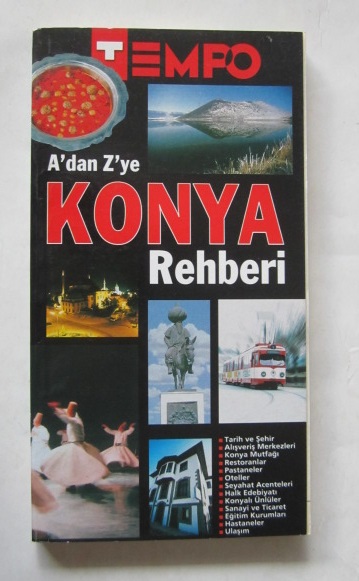 TEMPO
A'dan Z'ye
KONYA
Rehberi
Tarih ve Şehir
Alışveriş Merkezleri
Konya Mutfağı
Restoranlar
Pastaneler
Oteller
Seyahat Acenteleri
Halk Edebiyatı
Konyalı Ünlüler
Sanayi ve Ticaret
Eğitim Kurumları
Hastaneler
Ulaşım